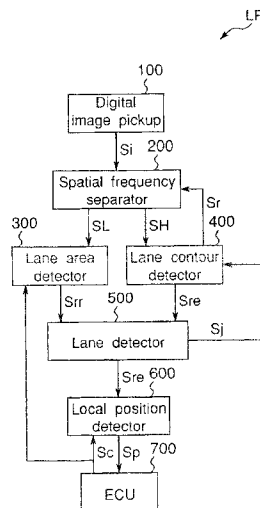 LP
100
Digital
image pickup
Si
200
Spatial frequency
separator
Sr
300
SL
SH
400
Lane area
detector
Lane contour
detector
Srr
500
Sre
Lane detector
Sj
Sre
600
Local position
detector
Sc
Sp
700
ECU